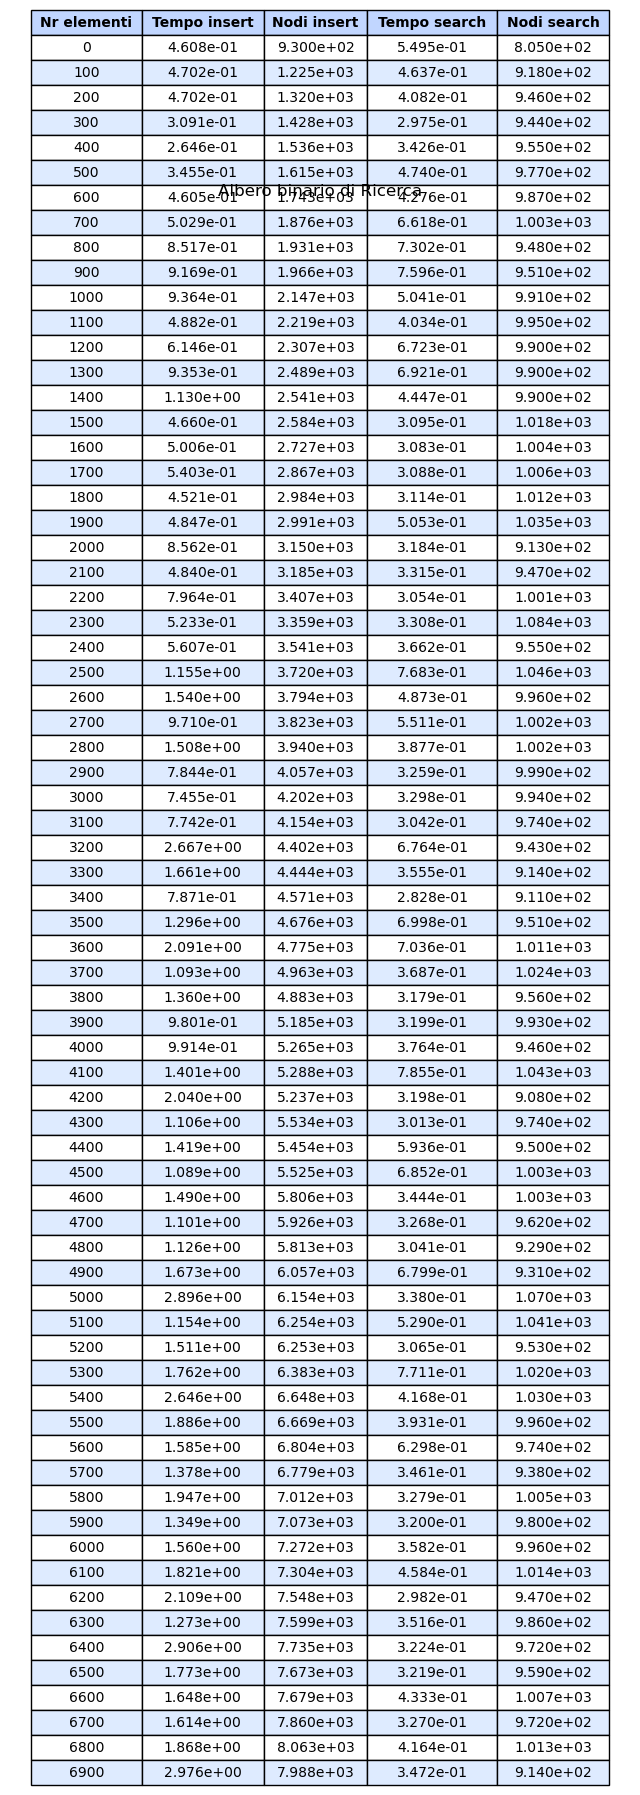 Nr elementi Tempo insert Nodi insert Tempo search Nodi search
0 4.608e-01 9.300e+02 5.495e-01 8.050e+02
100 4.702e-01 1.225e+03 4.637e-01 9.180e+02
200 4.702e-01 1.320e+03 4.082e-01 9.460e+02
300 3.091e-01 1.428e+03 2.975e-01 9.440e+02
400 2.646e-01 1.536e+03 3.426e-01 9.550e+02
500 3.455e-01 1.615e+03 4.740e-01 9.770e+02
Albero binario di Ricerca
600 4.605e-01 1.743e+03 4.276e-01 9.870e+02
700 5.029e-01 1.876e+03 6.618e-01 1.003e+03
800 8.517e-01 1.931e+03 7.302e-01 9.480e+02
900 9.169e-01 1.966e+03 7.596e-01 9.510e+02
1000 9.364e-01 2.147e+03 5.041e-01 9.910e+02
1100 4.882e-01 2.219e+03 4.034e-01 9.950e+02
1200 6.146e-01 2.307e+03 6.723e-01 9.900e+02
1300 9.353e-01 2.489e+03 6.921e-01 9.900e+02
1400 1.130e+00 2.541e+03 4.447e-01 9.900e+02
1500 4.660e-01 2.584e+03 3.095e-01 1.018e+03
1600 5.006e-01 2.727e+03 3.083e-01 1.004e+03
1700 5.403e-01 2.867e+03 3.088e-01 1.006e+03
1800 4.521e-01 2.984e+03 3.114e-01 1.012e+03
1900 4.847e-01 2.991e+03 5.053e-01 1.035e+03
2000 8.562e-01 3.150e+03 3.184e-01 9.130e+02
2100 4.840e-01 3.185e+03 3.315e-01 9.470e+02
2200 7.964e-01 3.407e+03 3.054e-01 1.001e+03
2300 5.233e-01 3.359e+03 3.308e-01 1.084e+03
2400 5.607e-01 3.541e+03 3.662e-01 9.550e+02
2500 1.155e+00 3.720e+03 7.683e-01 1.046e+03
2600 1.540e+00 3.794e+03 4.873e-01 9.960e+02
2700 9.710e-01 3.823e+03 5.511e-01 1.002e+03
2800 1.508e+00 3.940e+03 3.877e-01 1.002e+03
2900 7.844e-01 4.057e+03 3.259e-01 9.990e+02
3000 7.455e-01 4.202e+03 3.298e-01 9.940e+02
3100 7.742e-01 4.154e+03 3.042e-01 9.740e+02
3200 2.667e+00 4.402e+03 6.764e-01 9.430e+02
3300 1.661e+00 4.444e+03 3.555e-01 9.140e+02
3400 7.871e-01 4.571e+03 2.828e-01 9.110e+02
3500 1.296e+00 4.676e+03 6.998e-01 9.510e+02
3600 2.091e+00 4.775e+03 7.036e-01 1.011e+03
3700 1.093e+00 4.963e+03 3.687e-01 1.024e+03
3800 1.360e+00 4.883e+03 3.179e-01 9.560e+02
3900 9.801e-01 5.185e+03 3.199e-01 9.930e+02
4000 9.914e-01 5.265e+03 3.764e-01 9.460e+02
4100 1.401e+00 5.288e+03 7.855e-01 1.043e+03
4200 2.040e+00 5.237e+03 3.198e-01 9.080e+02
4300 1.106e+00 5.534e+03 3.013e-01 9.740e+02
4400 1.419e+00 5.454e+03 5.936e-01 9.500e+02
4500 1.089e+00 5.525e+03 6.852e-01 1.003e+03
4600 1.490e+00 5.806e+03 3.444e-01 1.003e+03
4700 1.101e+00 5.926e+03 3.268e-01 9.620e+02
4800 1.126e+00 5.813e+03 3.041e-01 9.290e+02
4900 1.673e+00 6.057e+03 6.799e-01 9.310e+02
5000 2.896e+00 6.154e+03 3.380e-01 1.070e+03
5100 1.154e+00 6.254e+03 5.290e-01 1.041e+03
5200 1.511e+00 6.253e+03 3.065e-01 9.530e+02
5300 1.762e+00 6.383e+03 7.711e-01 1.020e+03
5400 2.646e+00 6.648e+03 4.168e-01 1.030e+03
5500 1.886e+00 6.669e+03 3.931e-01 9.960e+02
5600 1.585e+00 6.804e+03 6.298e-01 9.740e+02
5700 1.378e+00 6.779e+03 3.461e-01 9.380e+02
5800 1.947e+00 7.012e+03 3.279e-01 1.005e+03
5900 1.349e+00 7.073e+03 3.200e-01 9.800e+02
6000 1.560e+00 7.272e+03 3.582e-01 9.960e+02
6100 1.821e+00 7.304e+03 4.584e-01 1.014e+03
6200 2.109e+00 7.548e+03 2.982e-01 9.470e+02
6300 1.273e+00 7.599e+03 3.516e-01 9.860e+02
6400 2.906e+00 7.735e+03 3.224e-01 9.720e+02
6500 1.773e+00 7.673e+03 3.219e-01 9.590e+02
6600 1.648e+00 7.679e+03 4.333e-01 1.007e+03
6700 1.614e+00 7.860e+03 3.270e-01 9.720e+02
6800 1.868e+00 8.063e+03 4.164e-01 1.013e+03
6900 2.976e+00 7.988e+03 3.472e-01 9.140e+02